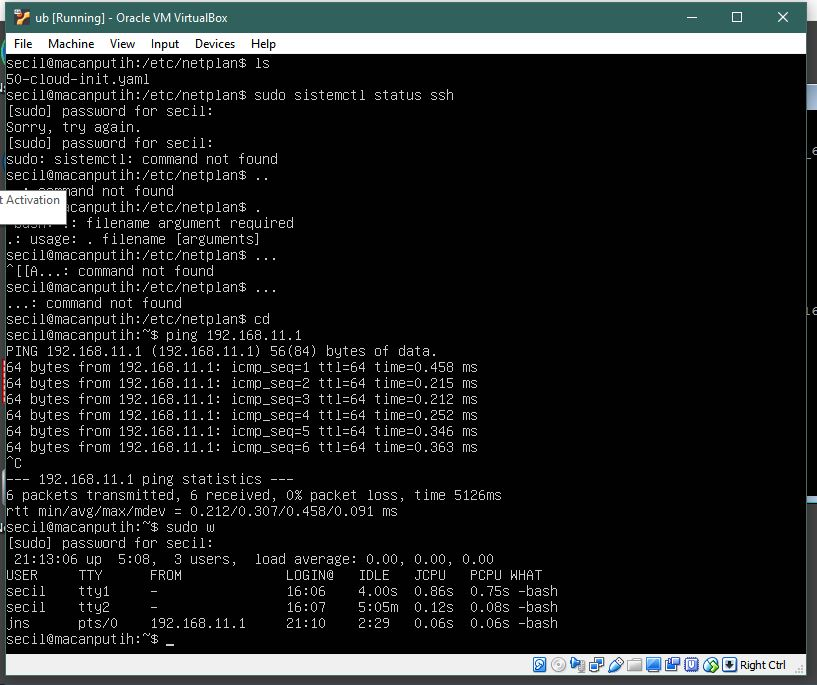 ub [Running] - Oracle VM VirtualBox
File Machine View Input Devices Help
secil@macanputih:/etc/netplan$ ls
50-cloud-init.yaml
secil@macanputih:/etc/netplan$ sudo sistemctl status ssh
[sudo] password for secil:
Sorry, try again.
[sudo] password for secil:
sudo: sistemctl: command not found
secil@macanputih:/etc/netplan$ ..
: command not found
t Activation
macanputih:/etc/netplan$ .
.: filename argument required
.: usage: . filename [arguments]
secil@macanputih:/etc/netplan$ ...
^[[A...: command not found
secil@macanputih:/etc/netplan$ ...
...: command not found
secil@macanputih:/etc/netplan$ cd
secil@macanputih:~$ ping 192.168.11.1
PING 192.168.11.1 (192.168.11.1) 56(84) bytes of data.
64 bytes from 192.168.11.1: icmp_seq=1 ttl=64 time=0.458 ms
64 bytes from 192.168.11.1: icmp_seq=2 ttl=64 time=0.215 ms
64 bytes from 192.168.11.1: icmp_seq=3 ttl=64 time=0.212 ms
64 bytes from 192.168.11.1: icmp_seq=4 ttl=64 time=0.252 ms
64 bytes from 192.168.11.1: icmp_seq=5 ttl=64 time=0.346 ms
64 bytes from 192.168.11.1: icmp_seq=6 ttl=64 time=0.363 ms
^C
--- 192.168.11.1 ping statistics ---
6 packets transmitted, 6 received, 0% packet loss, time 5126ms
rtt min/avg/max/mdev = 0.212/0.307/0.458/0.091 ms
secil@macanputih:~$ sudo w
[sudo] password for secil:
21:13:06 up 5:08, 3 users, load average: 0.00, 0.00, 0.00
USER TTY FROM LOGIN@ IDLE JCPU PCPU WHAT
secil tty1 - 16:06 4.00s 0.86s 0.75s -bash
secil tty2 - 16:07 5:05m 0.12s 0.08s -bash
jns pts/0 192.168.11.1 21:10 2:29 0.06s 0.06s -bash
secil@macanputih:~$ _
Right Ctrl